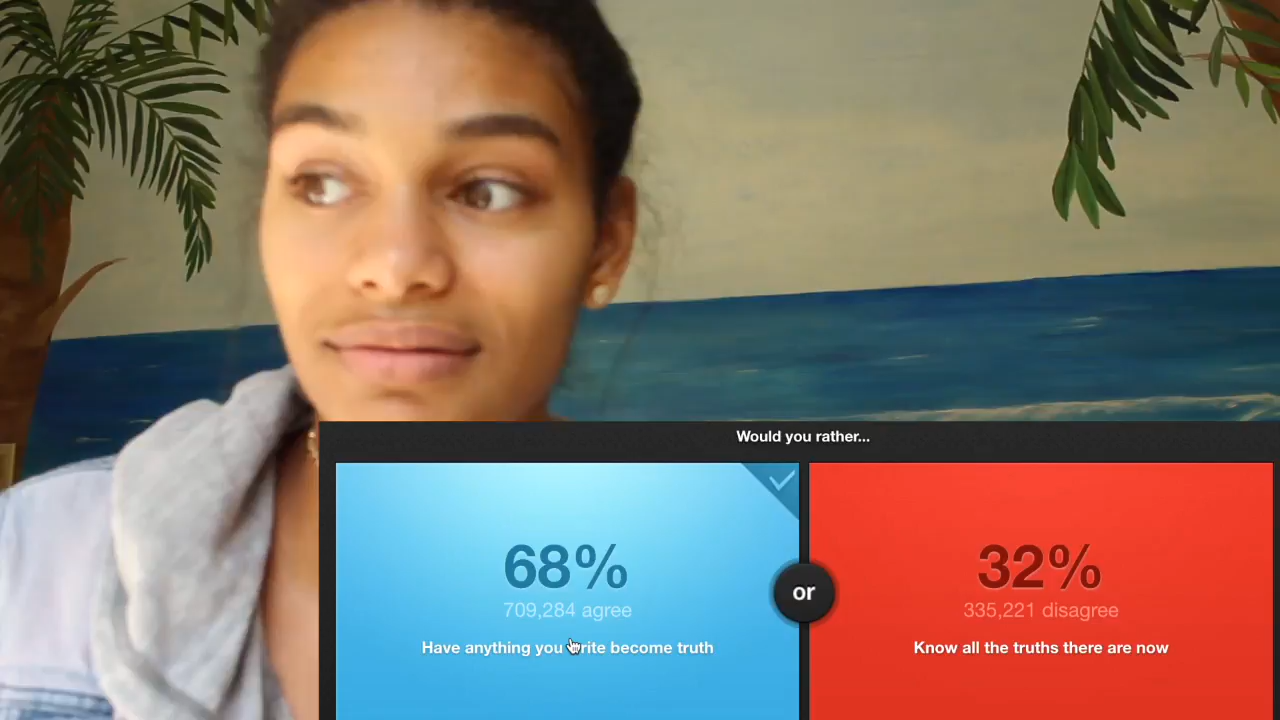 Would you rather...
68%
709,284 agree
Have anything you write become truth
or
32%
335,221 disagree
Know all the truths there are now